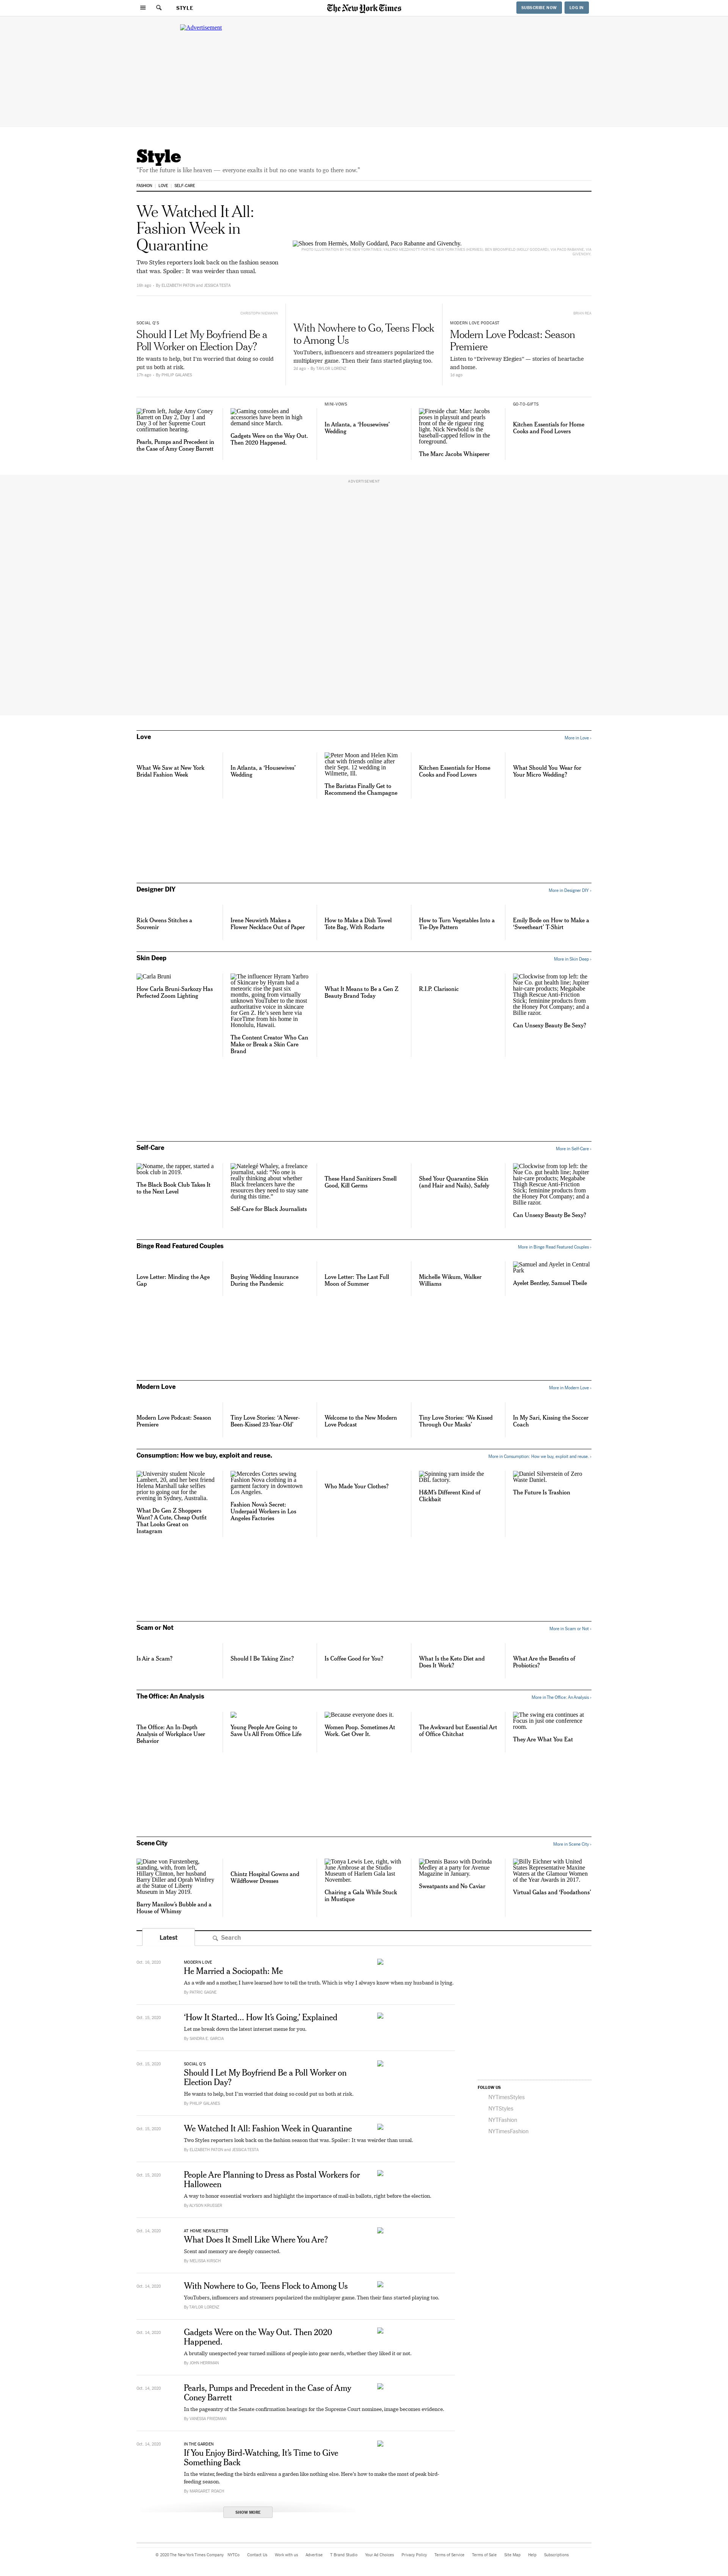 STYLE
The New York Times
SUBSCRIBE NOW
LOG IN
Advertisement
Style
"For the future is like heaven — everyone exalts it but no one wants to go there now."
FASHION | LOVE | SELF-CARE
We Watched It All:
Fashion Week in
Quarantine
Two Styles reporters look back on the fashion season
that was. Spoiler: It was weirder than usual.
By ELIZABETH PATON and JESSICA TESTA
Shoes from Hermès, Molly Goddard, Paco Rabanne and Givenchy.
SOCIAL Q'S
Should I Let My Boyfriend Be a
Poll Worker on Election Day?
He wants to help, but I'm worried that doing so could
put us both at risk.
17h ago By PHILIP GALANES
With Nowhere to Go, Teens Flock
to Among Us
YouTubers, influencers and streamers popularized the
multiplayer game. Then their fans started playing too.
By TAYLOR LORENZ
MODERN LOVE PODCAST
Modern Love Podcast: Season
Premiere
Listen to "Driveway Elegies" — stories of heartache
and home.
From left, Judge Amy Coney
Barrett on Day 2, Day 1 and
Day 3 of her Supreme Court
confirmation hearing.
Pearls, Pumps and Precedent in
the Case of Amy Coney Barrett
Gaming consoles and
accessories have been in high
demand since March.
Gadgets Were on the Way Out.
Then 2020 Happened.
MINI-VOWS
In Atlanta, a 'Housewives'
Wedding
Fireside chat: Marc Jacobs
poses in playsuit and pearls
in front of the de rigueur ring
light. Nick Newbold is the
baseball-capped fellow in the
foreground.
The Marc Jacobs Whisperer
GO-TO-GIFTS
Kitchen Essentials for Home
Cooks and Food Lovers
ADVERTISEMENT
Love
More in Love ›
What We Saw at New York
Bridal Fashion Week
In Atlanta, a 'Housewives'
Wedding
Peter Moon and Helen Kim
chat with friends online after
their Sept. 12 wedding in
Wilmette, Ill.
The Baristas Finally Get to
Recommend the Champagne
Kitchen Essentials for Home
Cooks and Food Lovers
What Should You Wear for
Your Micro Wedding?
Designer DIY
More in Designer DIY ›
Rick Owens Stitches a
Souvenir
Irene Neuwirth Makes a
Flower Necklace Out of Paper
How to Make a Dish Towel
Tote Bag, With Rodarte
How to Turn Vegetables Into a
Tie-Dye Pattern
Emily Bode on How to Make a
'Sweetheart' T-Shirt
Skin Deep
More in Skin Deep ›
Carla Bruni
How Carla Bruni-Sarkozy Has
Perfected Zoom Lighting
The influencer Hyram Yarbro
of Skincare by Hyram had a
meteoric rise the past six
months, going from virtually
unknown YouTuber to the most
authoritative voice in skincare
for Gen Z. He's seen here via
FaceTime from his home in
Honolulu, Hawaii.
The Content Creator Who Can
Make or Break a Skin Care
Brand
What It Means to Be a Gen Z
Beauty Brand Today
R.I.P. Clarisonic
Clockwise from top left: the
Nue Co. gut health line; Jupiter
hair-care products; Megababe
Thigh Rescue Anti-Friction
Stick; feminine products from
the Honey Pot Company; and a
Billie razor.
Can Unsexy Beauty Be Sexy?
Self-Care
More in Self-Care ›
Noname, the rapper, started a
book club in 2019.
The Black Book Club Takes It
to the Next Level
Natelegé Whaley, a freelance
journalist, said: "No one is
really thinking about whether
Black freelancers have the
resources they need to stay sane
during this time."
Self-Care for Black Journalists
These Hand Sanitizers Smell
Good, Kill Germs
Shed Your Quarantine Skin
(and Hair and Nails), Safely
Clockwise from top left: the
Nue Co. gut health line; Jupiter
hair-care products; Megababe
Thigh Rescue Anti-Friction
Stick; feminine products from
the Honey Pot Company; and a
Billie razor.
Can Unsexy Beauty Be Sexy?
Binge Read Featured Couples
More in Binge Read Featured Couples ›
Love Letter: Minding the Age
Gap
Buying Wedding Insurance
During the Pandemic
Love Letter: The Last Full
Moon of Summer
Michelle Wikum, Walker
Williams
Samuel and Ayelet in Central
Park
Ayelet Bentley, Samuel Theile
Modern Love
More in Modern Love ›
Modern Love Podcast: Season
Premiere
Tiny Love Stories: 'A Never-
Been-Kissed 23-Year-Old'
Welcome to the New Modern
Love Podcast
Tiny Love Stories: 'We Kissed
Through Our Masks'
In My Sari, Kissing the Soccer
Coach
Consumption: How we buy, exploit and reuse.
More in Consumption: How we buy, exploit and reuse. ›
University student Nicole
Lambert, 20, and her best friend
Helena Marshall take selfies
prior to going out for the
evening in Sydney, Australia.
What Do Gen Z Shoppers
Want? A Cute, Cheap Outfit
That Looks Great on
Instagram
Mercedes Cortes sewing
Fashion Nova clothing in a
garment factory in downtown
Los Angeles.
Fashion Nova's Secret:
Underpaid Workers in Los
Angeles Factories
Who Made Your Clothes?
Spinning yarn inside the
DBL factory.
H&M's Different Kind of
Clickbait
Daniel Silverstein of Zero
Waste Daniel.
The Future Is Trashion
Scam or Not
More in Scam or Not ›
Is Air a Scam?
Should I Be Taking Zinc?
Is Coffee Good for You?
What Is the Keto Diet and
Does It Work?
What Are the Benefits of
Probiotics?
The Office: An Analysis
More in The Office: An Analysis ›
The Office: An In-Depth
Analysis of Workplace User
Behavior
Young People Are Going to
Save Us All From Office Life
Because everyone does it.
Women Poop. Sometimes At
Work. Get Over It.
The Awkward but Essential Art
of Office Chitchat
The swing era continues at
Focus in just one conference
room.
They Are What You Eat
Scene City
More in Scene City ›
Diane von Furstenberg,
standing, with, from left,
Hillary Clinton, her husband
Barry Diller and Oprah Winfrey
at the Statue of Liberty
Museum in May 2019.
Barry Manilow's Bubble and a
House of Whimsy
Chintz Hospital Gowns and
Wildflower Dresses
Tonya Lewis Lee, right, with
June Ambrose at the Studio
Museum of Harlem Gala last
November.
Chairing a Gala While Stuck
in Mustique
Dennis Basso with Dorinda
Medley at a party for Avenue
Magazine in January.
Sweatpants and No Caviar
Billy Eichner with United
States Representative Maxine
Waters at the Glamour Women
of the Year Awards in 2017.
Virtual Galas and 'Foodathons'
Latest
Search
MODERN LOVE
He Married a Sociopath: Me
As a wife and a mother, I have learned how to tell the truth. Which is why I always know when my husband is lying.
By PATRIC GAGNE
'How It Started... How It's Going,' Explained
Let me break down the latest internet meme for you.
By SANDRA E. GARCIA
SOCIAL Q'S
Should I Let My Boyfriend Be a Poll Worker on
Election Day?
He wants to help, but I'm worried that doing so could put us both at risk.
By PHILIP GALANES
FOLLOW US
NYTimesStyles
NYTStyles
NYTFashion
NYTimesFashion
We Watched It All: Fashion Week in Quarantine
Two Styles reporters look back on the fashion season that was. Spoiler: It was weirder than usual.
By ELIZABETH PATON and JESSICA TESTA
People Are Planning to Dress as Postal Workers for
Halloween
A way to honor essential workers and highlight the importance of mail-in ballots, right before the election.
By ALYSON KRUEGER
Oct. 14, 2020
AT HOME NEWSLETTER
What Does It Smell Like Where You Are?
Scent and memory are deeply connected.
By MELISSA KIRSCH
Oct. 14, 2020
With Nowhere to Go, Teens Flock to Among Us
YouTubers, influencers and streamers popularized the multiplayer game. Then their fans started playing too.
By TAYLOR LORENZ
Oct. 14, 2020
Gadgets Were on the Way Out. Then 2020
Happened.
A brutally unexpected year turned millions of people into gear nerds, whether they liked it or not.
By JOHN HERRMAN
Oct. 14, 2020
Pearls, Pumps and Precedent in the Case of Amy
Coney Barrett
In the pageantry of the Senate confirmation hearings for the Supreme Court nominee, image becomes evidence.
By VANESSA FRIEDMAN
Oct. 14, 2020
IN THE GARDEN
If You Enjoy Bird-Watching, It's Time to Give
Something Back
In the winter, feeding the birds enlivens a garden like nothing else. Here's how to make the most of peak bird-
feeding season.
By MARGARET ROACH
SHOW MORE
© 2020 The New York Times Company NYTCo Contact Us Work with us Advertise T Brand Studio Your Ad Choices Privacy Policy Terms of Service Terms of Sale Site Map Help Subscriptions